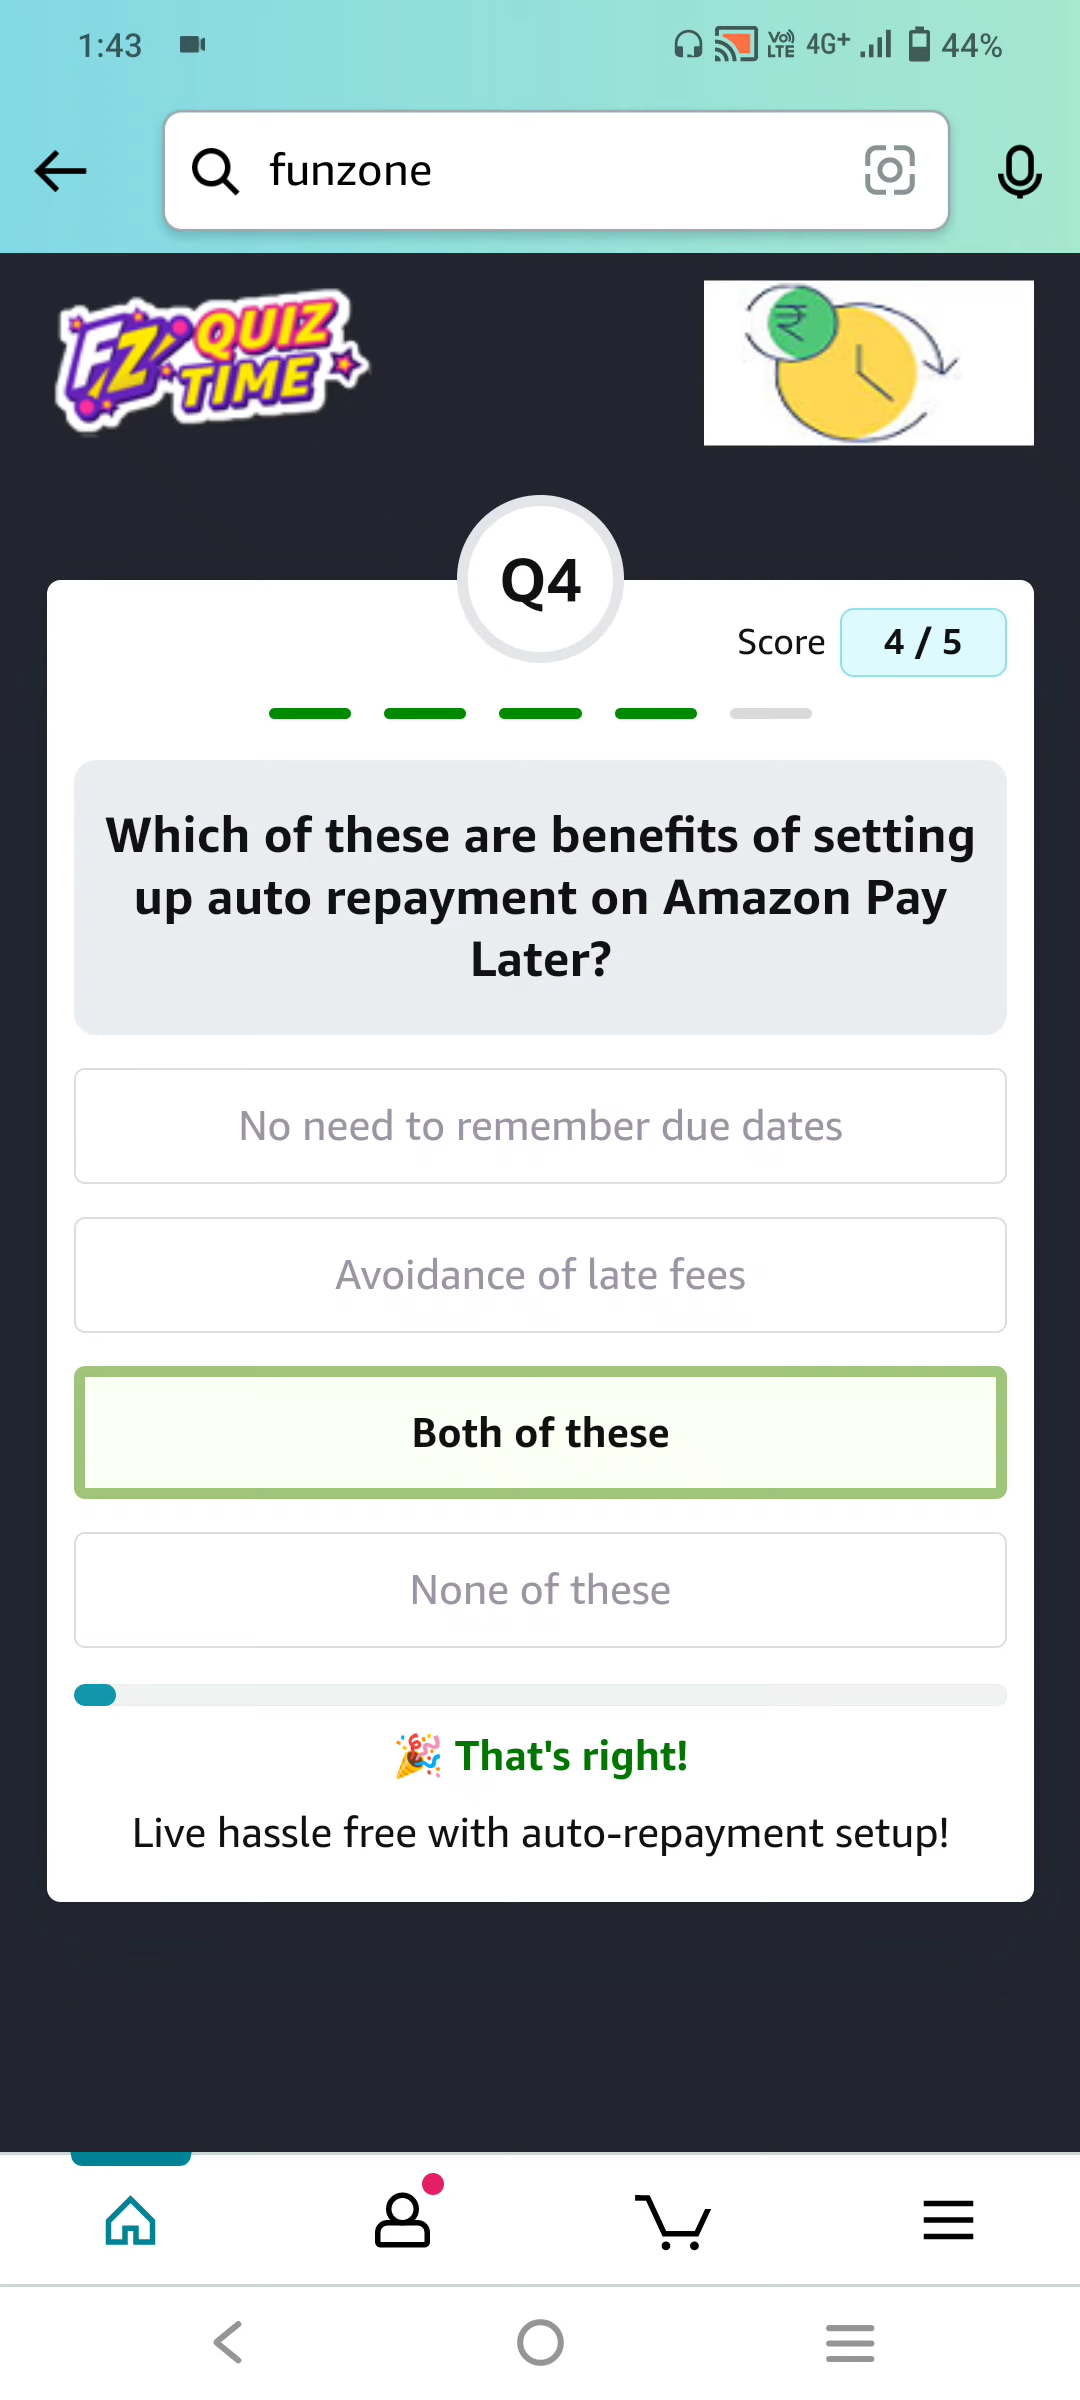 1:43
Vo)) LTE 4G+ 44%
funzone
FZ QUIZ TIME
₹
Q4
Score 4 / 5
Which of these are benefits of setting
up auto repayment on Amazon Pay
Later?
No need to remember due dates
Avoidance of late fees
Both of these
None of these
🎉 That's right!
Live hassle free with auto-repayment setup!